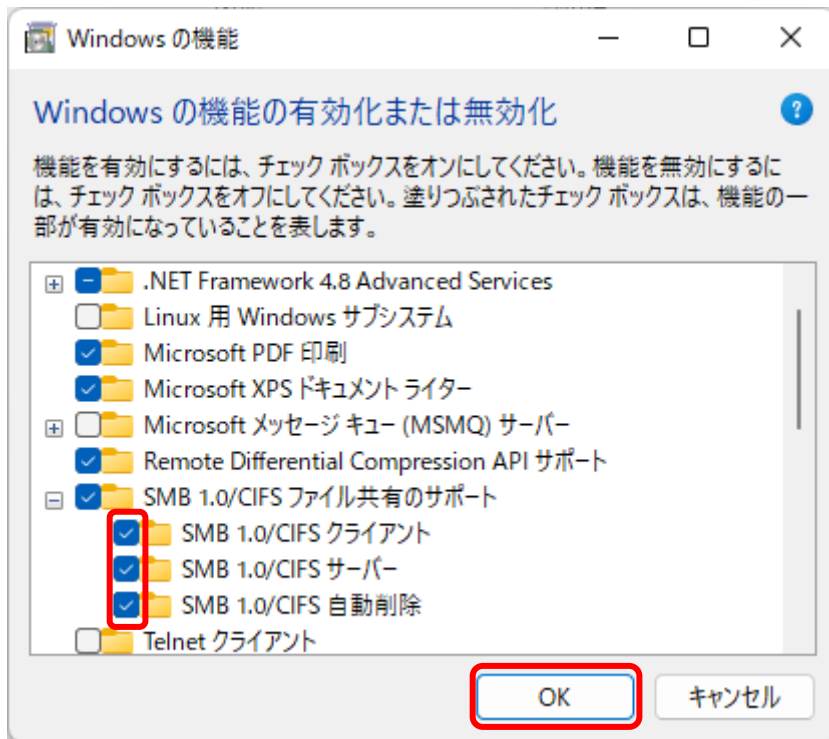 Windows の機能
Windows の機能の有効化または無効化
機能を有効にするには、チェック ボックスをオンにしてください。機能を無効にするに
は、チェック ボックスをオフにしてください。塗りつぶされたチェック ボックスは、機能の一
部が有効になっていることを表します。
.NET Framework 4.8 Advanced Services
Linux 用 Windows サブシステム
Microsoft PDF 印刷
Microsoft XPS ドキュメント ライター
Microsoft メッセージ キュー (MSMQ) サーバー
Remote Differential Compression API サポート
SMB 1.0/CIFS ファイル共有のサポート
SMB 1.0/CIFS クライアント
SMB 1.0/CIFS サーバー
SMB 1.0/CIFS 自動削除
Telnet クライアント
OK キャンセル